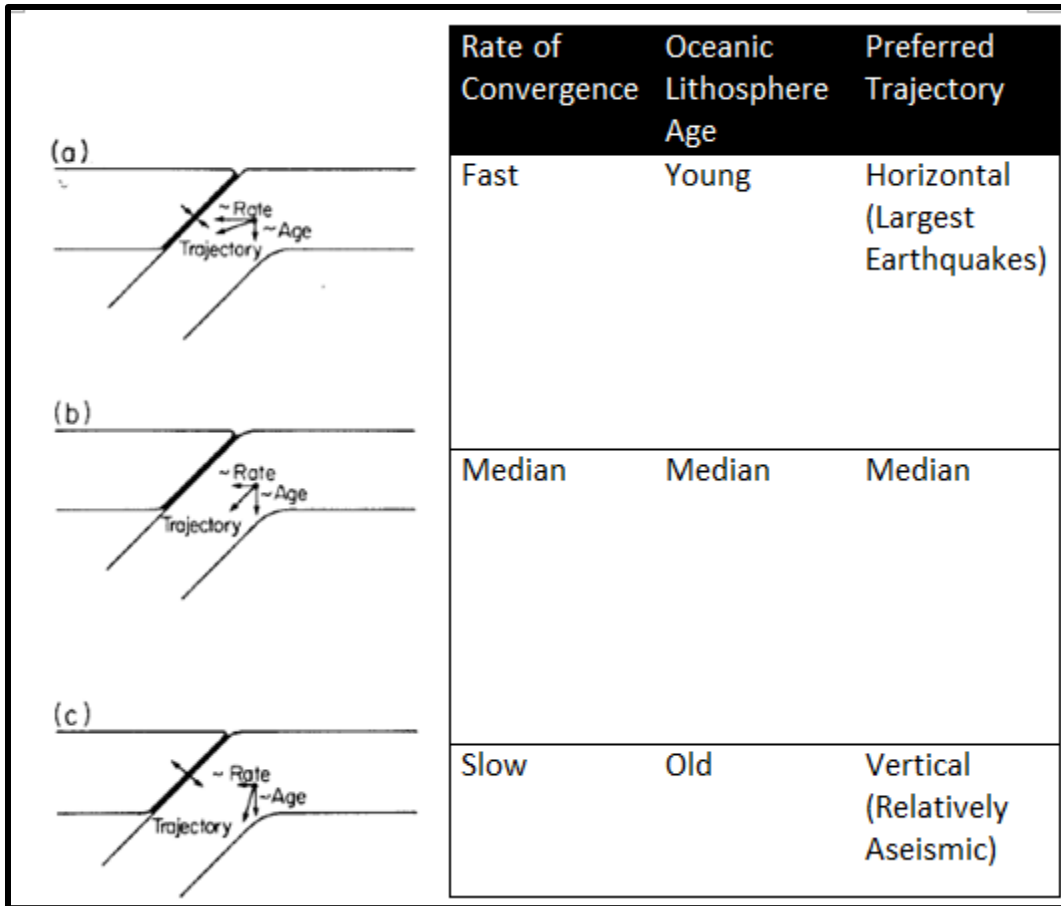 (a)
~Rate
~Age
Trajectory
(b)
~Rate
~Age
Trajectory
(c)
~ Rate
~Age
Trajectory
Rate of Convergence Oceanic Lithosphere Age Preferred Trajectory
Fast Young Horizontal
(Largest
Earthquakes)
Median Median Median
Slow Old Vertical
(Relatively
Aseismic)